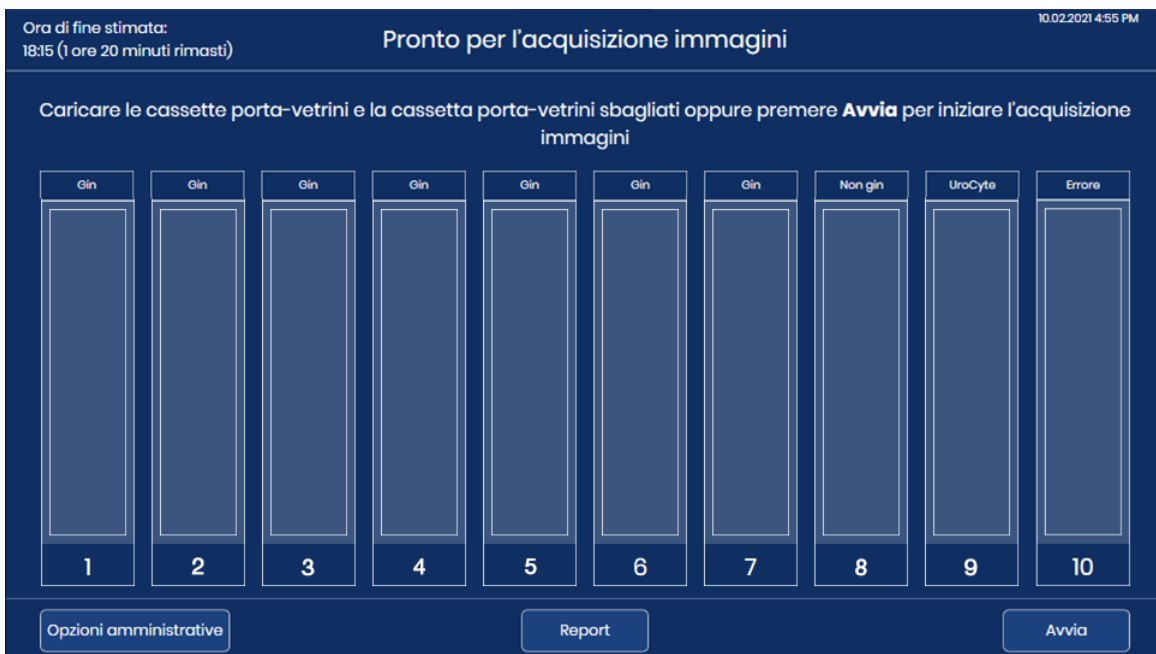 Ora di fine stimata:
18:15 (1 ore 20 minuti rimasti)
Pronto per l'acquisizione immagini
10.02.2021 4:55 PM
Caricare le cassette porta-vetrini e la cassetta porta-vetrini sbagliati oppure premere Avvia per iniziare l'acquisizione
immagini
Gin Gin Gin Gin Gin Gin Gin Non gin UroCyte Errore
1 2 3 4 5 6 7 8 9 10
Opzioni amministrative Report Avvia